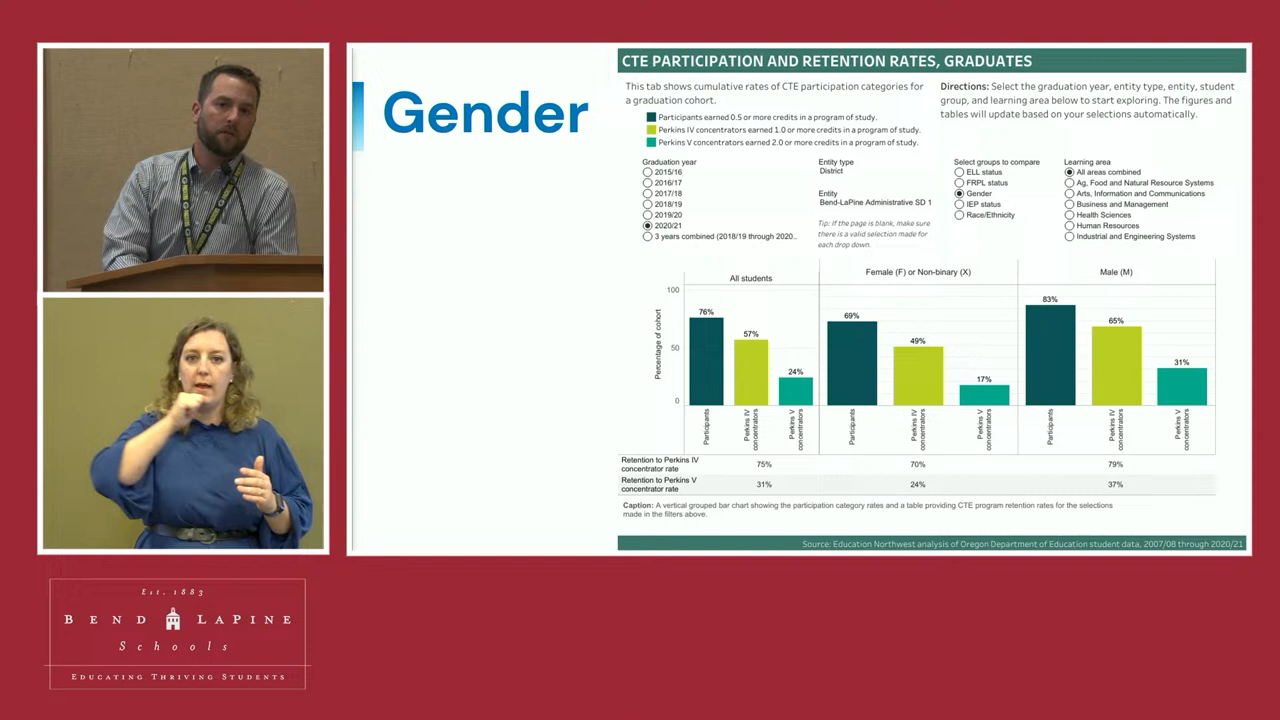 Gender
CTE PARTICIPATION AND RETENTION RATES, GRADUATES
This tab shows cumulative rates of CTE participation categories for
a graduation cohort.
Participants earned 0.5 or more credits in a program of study.
Perkins IV concentrators earned 1.0 or more credits in a program of study.
Perkins V concentrators earned 2.0 or more credits in a program of study.
Directions: Select the graduation year, entity type, entity, student
group, and learning area below to start exploring. The figures and
tables will update based on your selections automatically.
Graduation year
2015/16
2016/17
2017/18
2018/19
2019/20
2020/21
3 years combined (2018/19 through 2020..
Entity type
District
Entity
Bend-LaPine Administrative SD 1
Tip: If the page is blank, make sure
there is a valid selection made for
each drop down.
Select groups to compare
ELL status
FRPL status
Gender
IEP status
Race/Ethnicity
Learning area
All areas combined
Ag, Food and Natural Resource Systems
Arts, Information and Communications
Business and Management
Health Sciences
Human Resources
Industrial and Engineering Systems
All students
Female (F) or Non-binary (X)
Male (M)
Percentage of cohort
100
50
0
76%
57%
24%
69%
49%
17%
83%
65%
31%
Participants
Perkins IV
concentrators
Perkins V
concentrators
Participants
Perkins IV
concentrators
Perkins V
concentrators
Participants
Perkins IV
concentrators
Perkins V
concentrators
Retention to Perkins IV
concentrator rate
75%
70%
79%
Retention to Perkins V
concentrator rate
31%
24%
37%
Caption: A vertical grouped bar chart showing the participation category rates and a table providing CTE program retention rates for the selections
made in the filters above.
Source: Education Northwest analysis of Oregon Department of Education student data, 2007/08 through 2020/21
Est. 1883
BEND LAPINE
Schools
EDUCATING THRIVING STUDENTS